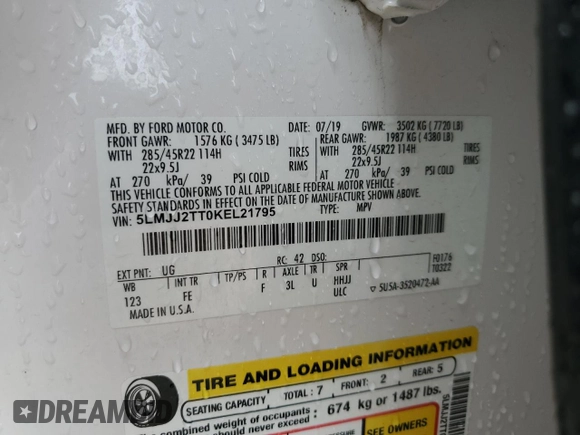 MFD. BY FORD MOTOR CO.
DATE: 07/19 GVWR: 3502 KG ( 7720 LB)
FRONT GAWR: 1576 KG ( 3475 LB) REAR GAWR: 1987 KG ( 4380 LB)
WITH 285/45R22 114H TIRES WITH 285/45R22 114H TIRES
22x9.5J RIMS 22x9.5J RIMS
AT 270 kPa/ 39 PSI COLD AT 270 kPa/ 39 PSI COLD
THIS VEHICLE CONFORMS TO ALL APPLICABLE FEDERAL MOTOR VEHICLE
SAFETY STANDARDS IN EFFECT ON THE DATE OF MANUFACTURE SHOWN ABOVE.
VIN: 5LMJJ2TT0KEL21795 TYPE: MPV
EXT PNT: UG RC: 42 DSO: F0176
T0322
WB INT TR TP/PS R AXLE TR SPR
123 FE F 3L U HHJJ
ULC
MADE IN U.S.A. ▽ 5U5A-3520472-AA
TIRE AND LOADING INFORMATION
SEATING CAPACITY TOTAL: 7 FRONT: 2 REAR: 5
combined weight of occupants
should never exceed : 674 kg or 1487 lbs.
SEE OWNERS